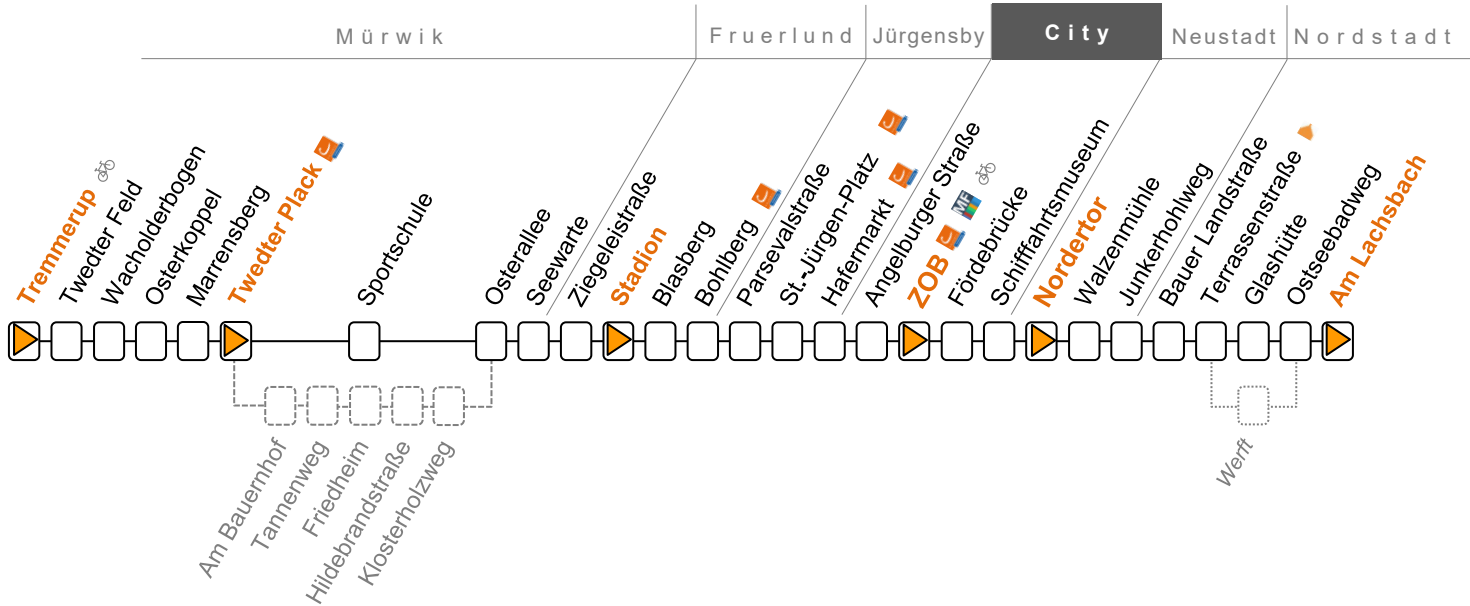 Mürwik
Fruerlund
Jürgensby
City
Neustadt
Nordstadt
Tremmerup
Twedter Feld
Wacholderbogen
Osterkoppel
Marrensberg
Twedter Plack
Sportschule
Osterallee
Seewarte
Ziegeleistraße
Stadion
Blasberg
Bohlberg
Parsevalstraße
St.-Jürgen-Platz
Hafermarkt
Angelburger Straße
ZOB
MF
Fördebrücke
Schifffahrtsmuseum
Nordertor
Walzenmühle
Junkerhohlweg
Bauer Landstraße
Terrassenstraße
Glashütte
Ostseebadweg
Am Lachsbach
Am Bauernhof
Tannenweg
Friedheim
Hildebrandstraße
Klosterholzweg
Werft